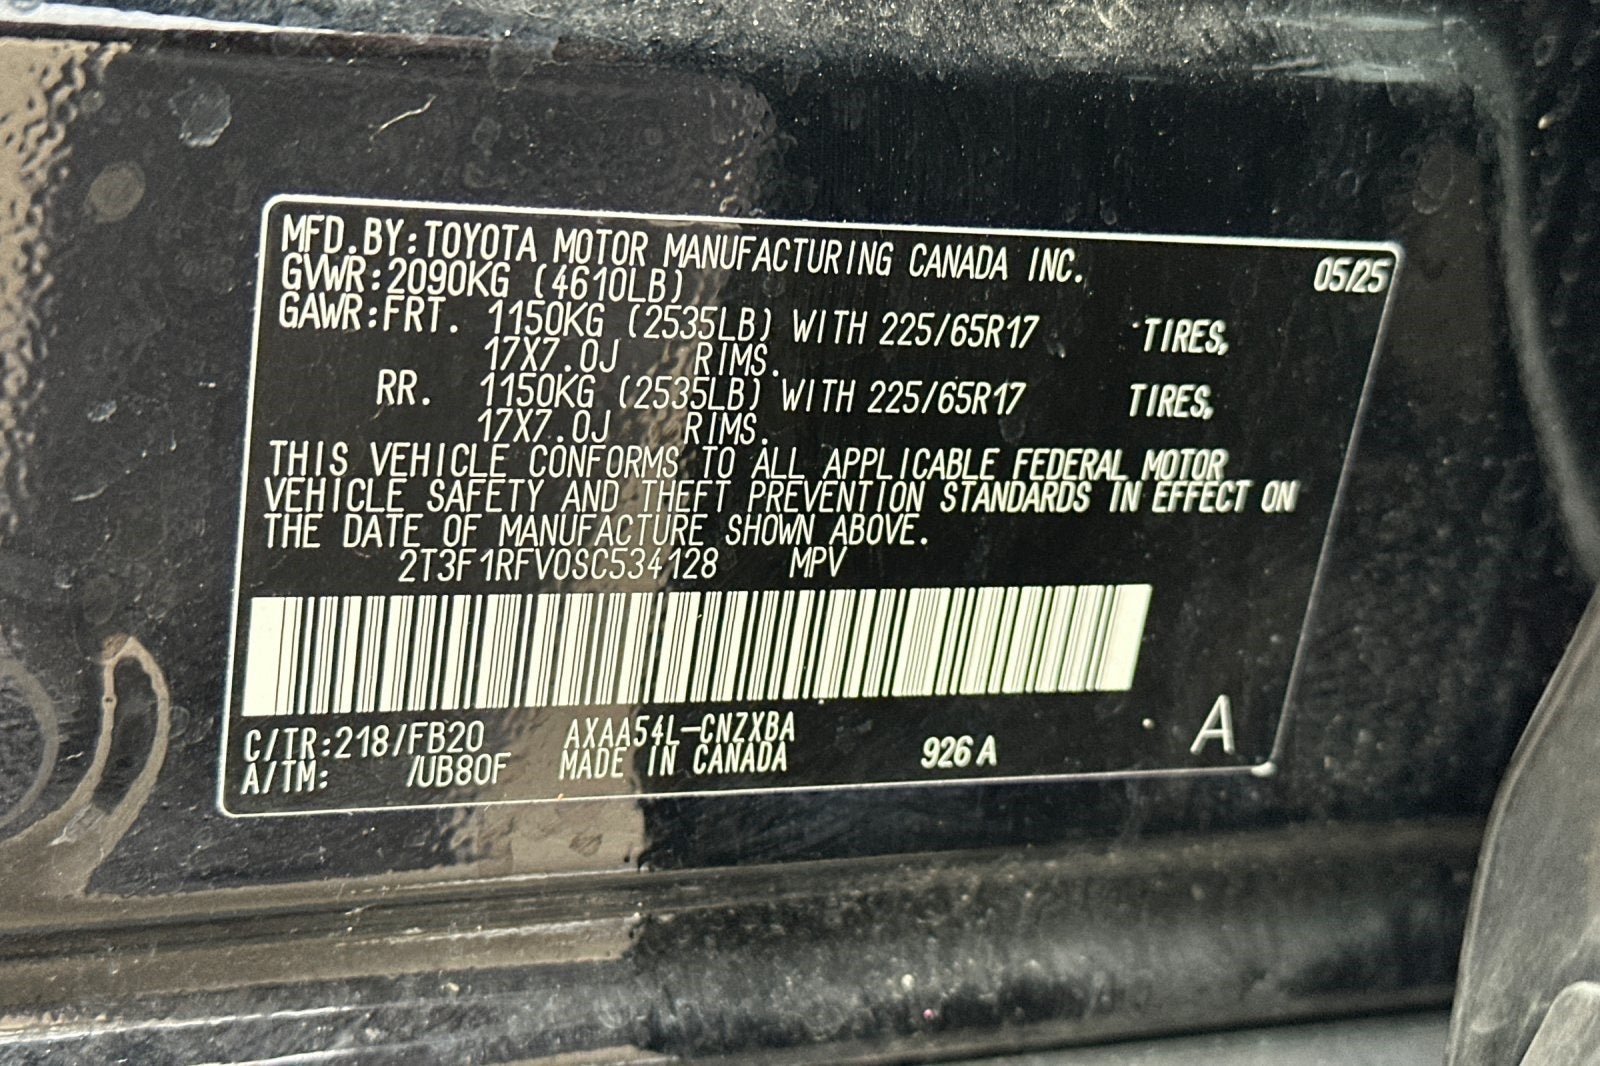 MFD.BY:TOYOTA MOTOR MANUFACTURING CANADA INC. 05/25
GVWR:2090KG (4610LB)
GAWR:FRT. 1150KG (2535LB) WITH 225/65R17 TIRES,
17X7.0J RIMS.
RR. 1150KG (2535LB) WITH 225/65R17 TIRES,
17X7.0J RIMS.
THIS VEHICLE CONFORMS TO ALL APPLICABLE FEDERAL MOTOR
VEHICLE SAFETY AND THEFT PREVENTION STANDARDS IN EFFECT ON
THE DATE OF MANUFACTURE SHOWN ABOVE.
2T3F1RFV0SC534128 MPV
C/TR:218/FB20 AXAA54L-CNZXBA
A/TM: /UB80F MADE IN CANADA 926A A